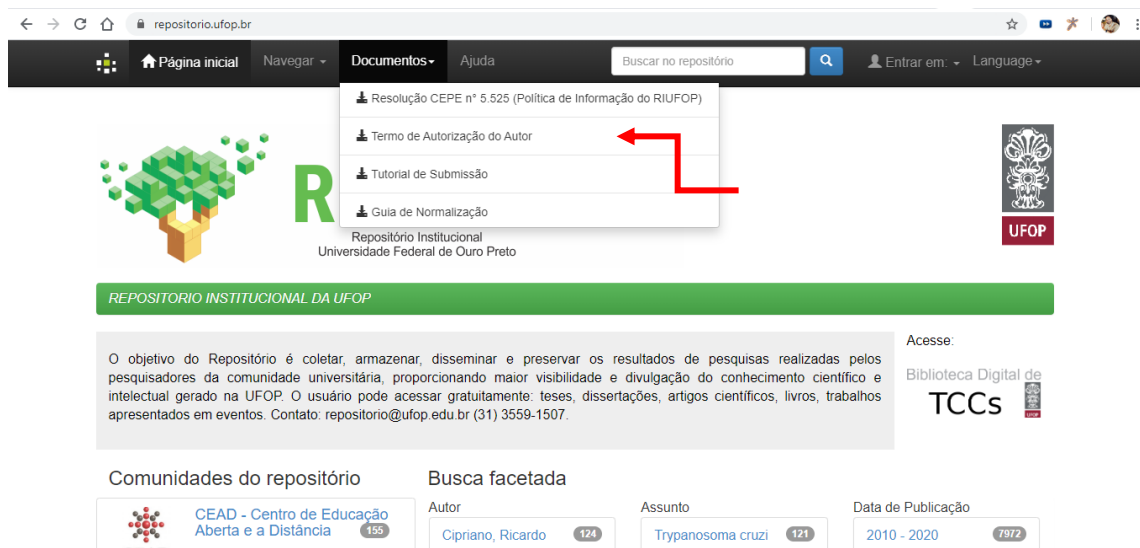 repositorio.ufop.br
Página inicial Navegar Documentos Ajuda Buscar no repositório Entrar em: Language
Resolução CEPE n° 5.525 (Política de Informação do RIUFOP)
Termo de Autorização do Autor
Tutorial de Submissão
Guia de Normalização
R
Repositório Institucional
Universidade Federal de Ouro Preto
UFOP
REPOSITORIO INSTITUCIONAL DA UFOP
O objetivo do Repositório é coletar, armazenar, disseminar e preservar os resultados de pesquisas realizadas pelos
pesquisadores da comunidade universitária, proporcionando maior visibilidade e divulgação do conhecimento científico e
intelectual gerado na UFOP. O usuário pode acessar gratuitamente: teses, dissertações, artigos científicos, livros, trabalhos
apresentados em eventos. Contato: repositorio@ufop.edu.br (31) 3559-1507.
Acesse:
Biblioteca Digital de
TCCs
Comunidades do repositório
CEAD - Centro de Educação
Aberta e a Distância 155
Busca facetada
Autor
Cipriano, Ricardo 124
Assunto
Trypanosoma cruzi 121
Data de Publicação
2010 - 2020 7972